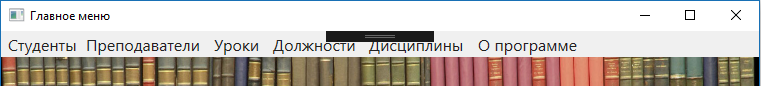 Главное меню
Студенты Преподаватели Уроки Должности Дисциплины О программе